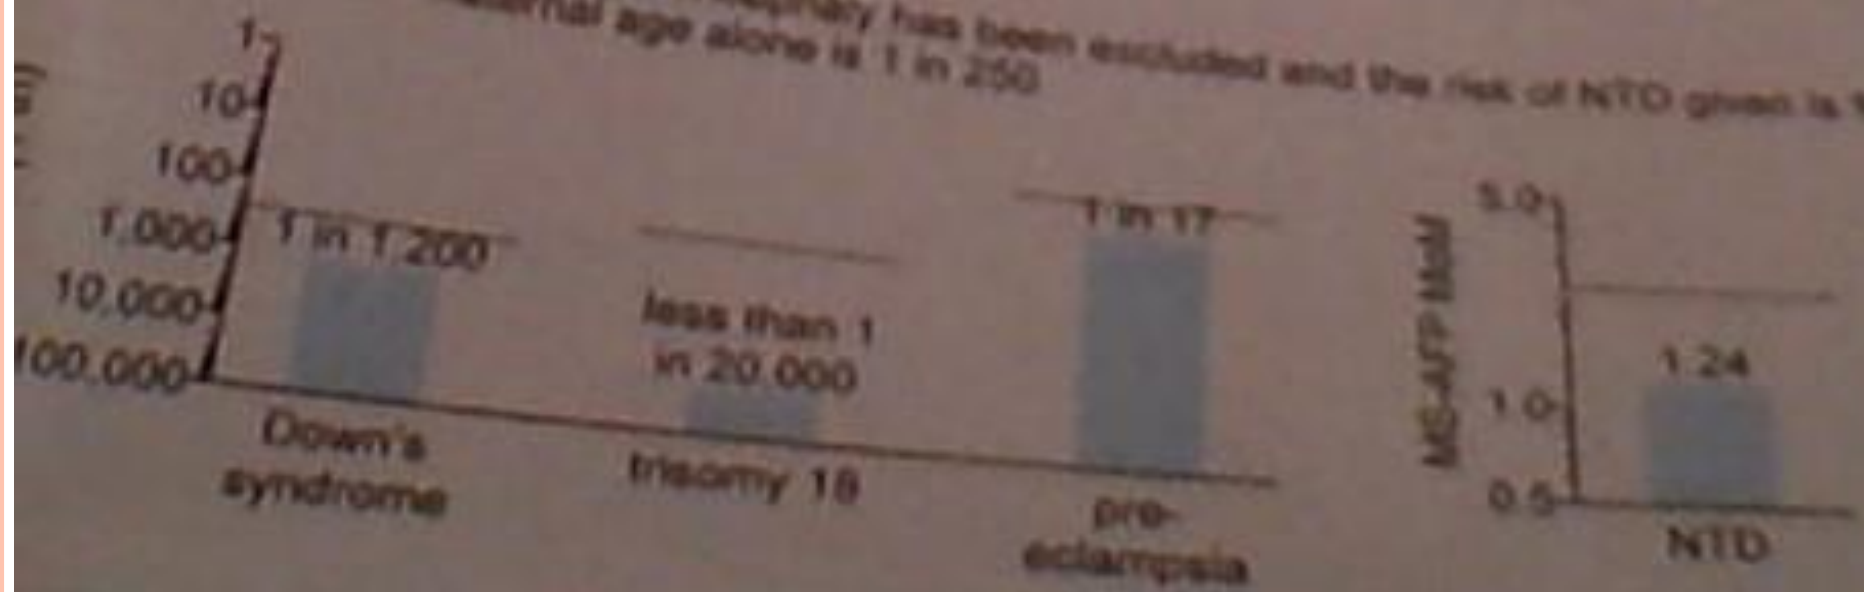 has been excluded and the risk of NTD given is
age alone is 1 in 250
1
10
100
1,000
10,000
100,000
1 in 1,200
less than 1
in 20,000
1 in 17
Down's
syndrome
trisomy 18
pre-
eclampsia
MS-AFP MoM
5.0
1.0
0.5
1.24
NTD